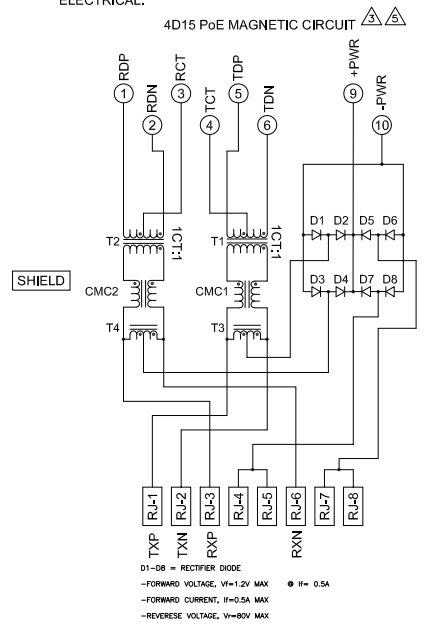 ELECTRICAL:
4D15 PoE MAGNETIC CIRCUIT 3 5
RDP
RDN
RCT
TCT
TDP
TDN
+PWR
-PWR
1
2
3
4
5
6
9
10
D1 D2 D5 D6
T2
1CT:1
T1
1CT:1
D3 D4 D7 D8
SHIELD
CMC2
CMC1
T4
T3
RJ-1
RJ-2
RJ-3
RJ-4
RJ-5
RJ-6
RJ-7
RJ-8
TXP
TXN
RXP
RXN
D1-D8 = RECTIFIER DIODE
-FORWARD VOLTAGE, Vf=1.2V MAX @ If= 0.5A
-FORWARD CURRENT, If=0.5A MAX
-REVERESE VOLTAGE, Vr=80V MAX